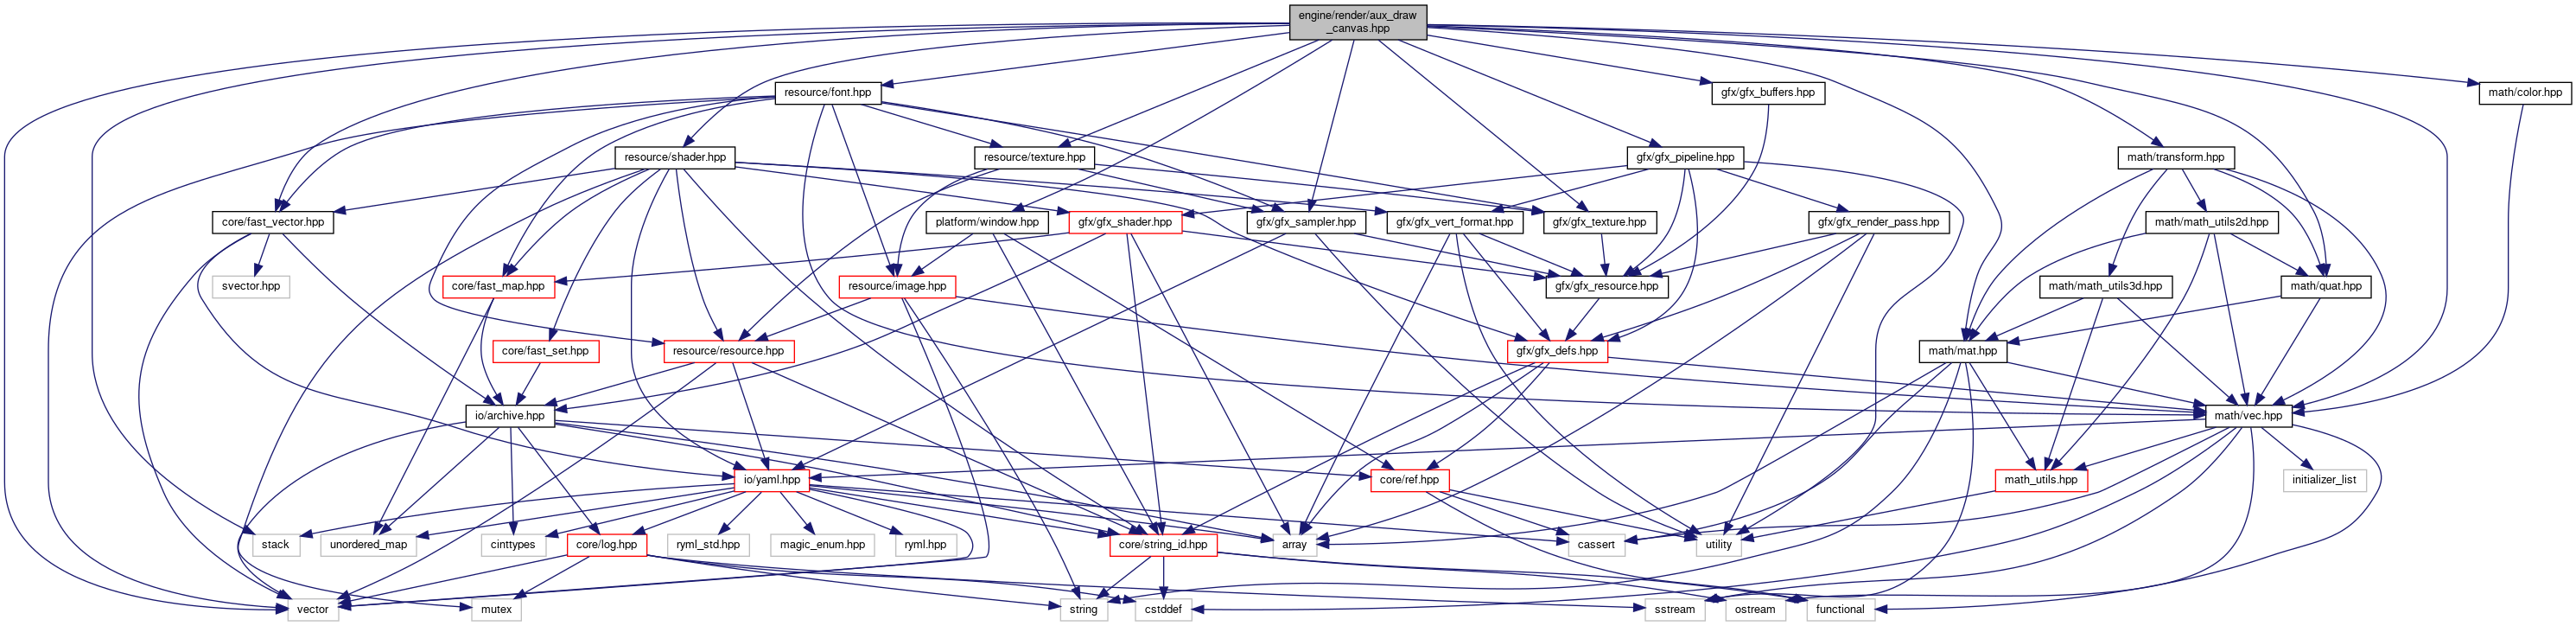 engine/render/aux_draw
_canvas.hpp
resource/font.hpp
gfx/gfx_buffers.hpp
math/color.hpp
resource/shader.hpp
resource/texture.hpp
gfx/gfx_pipeline.hpp
math/transform.hpp
core/fast_vector.hpp
platform/window.hpp
gfx/gfx_shader.hpp
gfx/gfx_sampler.hpp
gfx/gfx_vert_format.hpp
gfx/gfx_texture.hpp
gfx/gfx_render_pass.hpp
math/math_utils2d.hpp
svector.hpp
core/fast_map.hpp
resource/image.hpp
gfx/gfx_resource.hpp
math/math_utils3d.hpp
math/quat.hpp
core/fast_set.hpp
resource/resource.hpp
gfx/gfx_defs.hpp
math/mat.hpp
io/archive.hpp
math/vec.hpp
io/yaml.hpp
core/ref.hpp
math_utils.hpp
initializer_list
stack
unordered_map
cinttypes
core/log.hpp
ryml_std.hpp
magic_enum.hpp
ryml.hpp
core/string_id.hpp
array
cassert
utility
vector
mutex
string
cstddef
sstream
ostream
functional